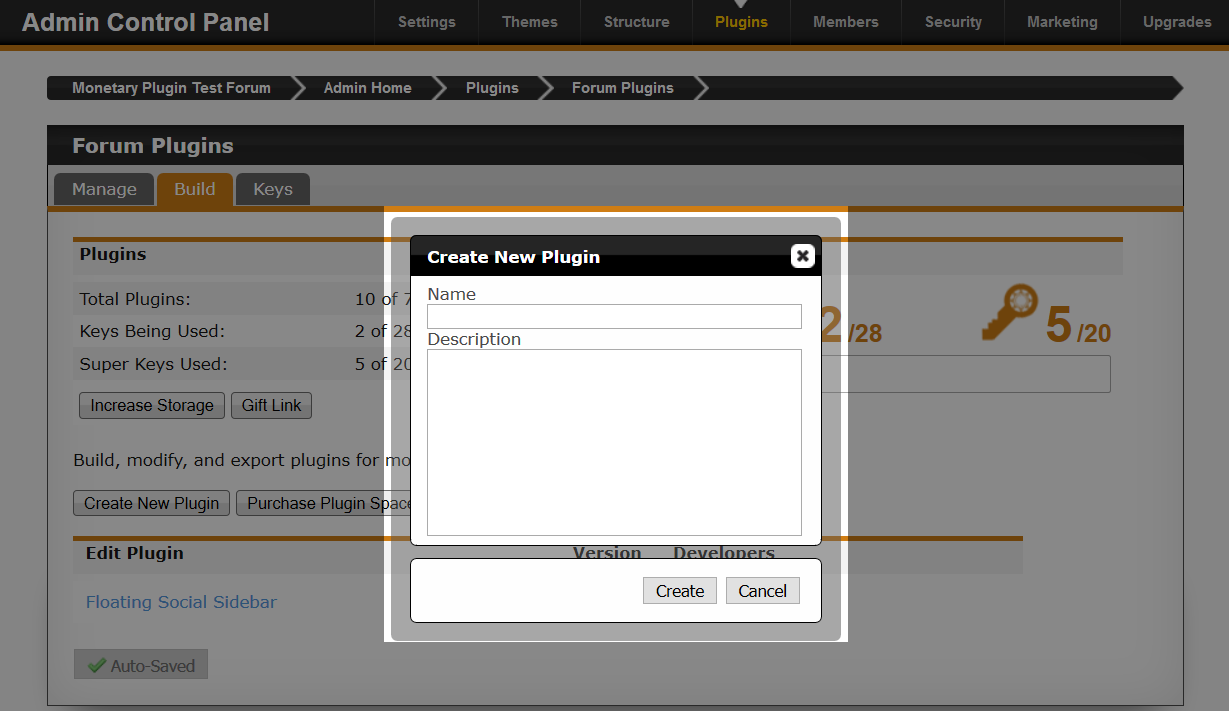 Admin Control Panel
Settings Themes Structure Plugins Members Security Marketing Upgrades
Monetary Plugin Test Forum Admin Home Plugins Forum Plugins
Forum Plugins
Manage Build Keys
Plugins
Total Plugins: 10 of 7
Keys Being Used: 2 of 28
Super Keys Used: 5 of 20
2 /28
5 /20
Increase Storage Gift Link
Build, modify, and export plugins for mo
Create New Plugin Purchase Plugin Space
Edit Plugin Version Developers
Floating Social Sidebar
Auto-Saved
Create New Plugin
Name
Description
Create Cancel